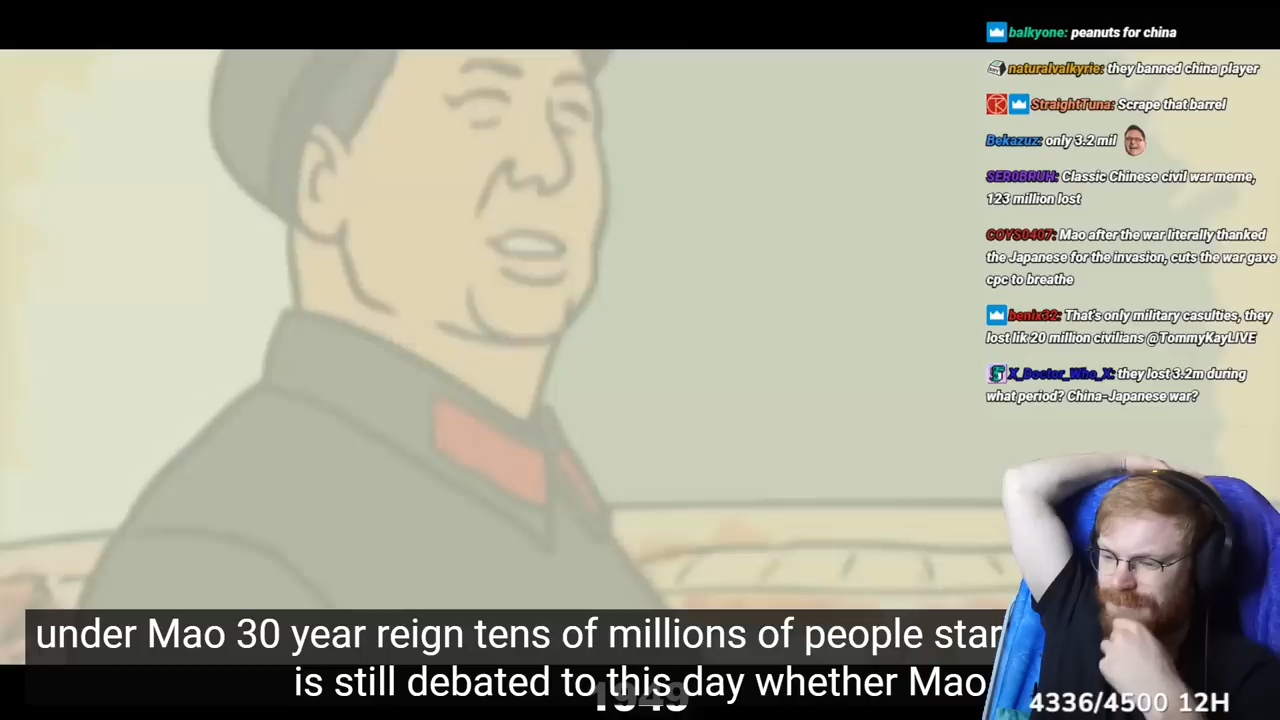 balkyone: peanuts for china
naturalvalkyrie: they banned china player
StraightTuna: Scrape that barrel
Bekazuz: only 3.2 mil
SER0BRUH: Classic Chinese civil war meme,
123 million lost
COYS0407: Mao after the war literally thanked
the Japanese for the invasion, cuts the war gave
cpc to breathe
benix32: That's only military casulties, they
lost lik 20 million civilians @TommyKayLIVE
X_Doctor_Who_X: they lost 3.2m during
what period? China-Japanese war?
under Mao 30 year reign tens of millions of people star
is still debated to this day whether Mao
1949
4336/4500 12H